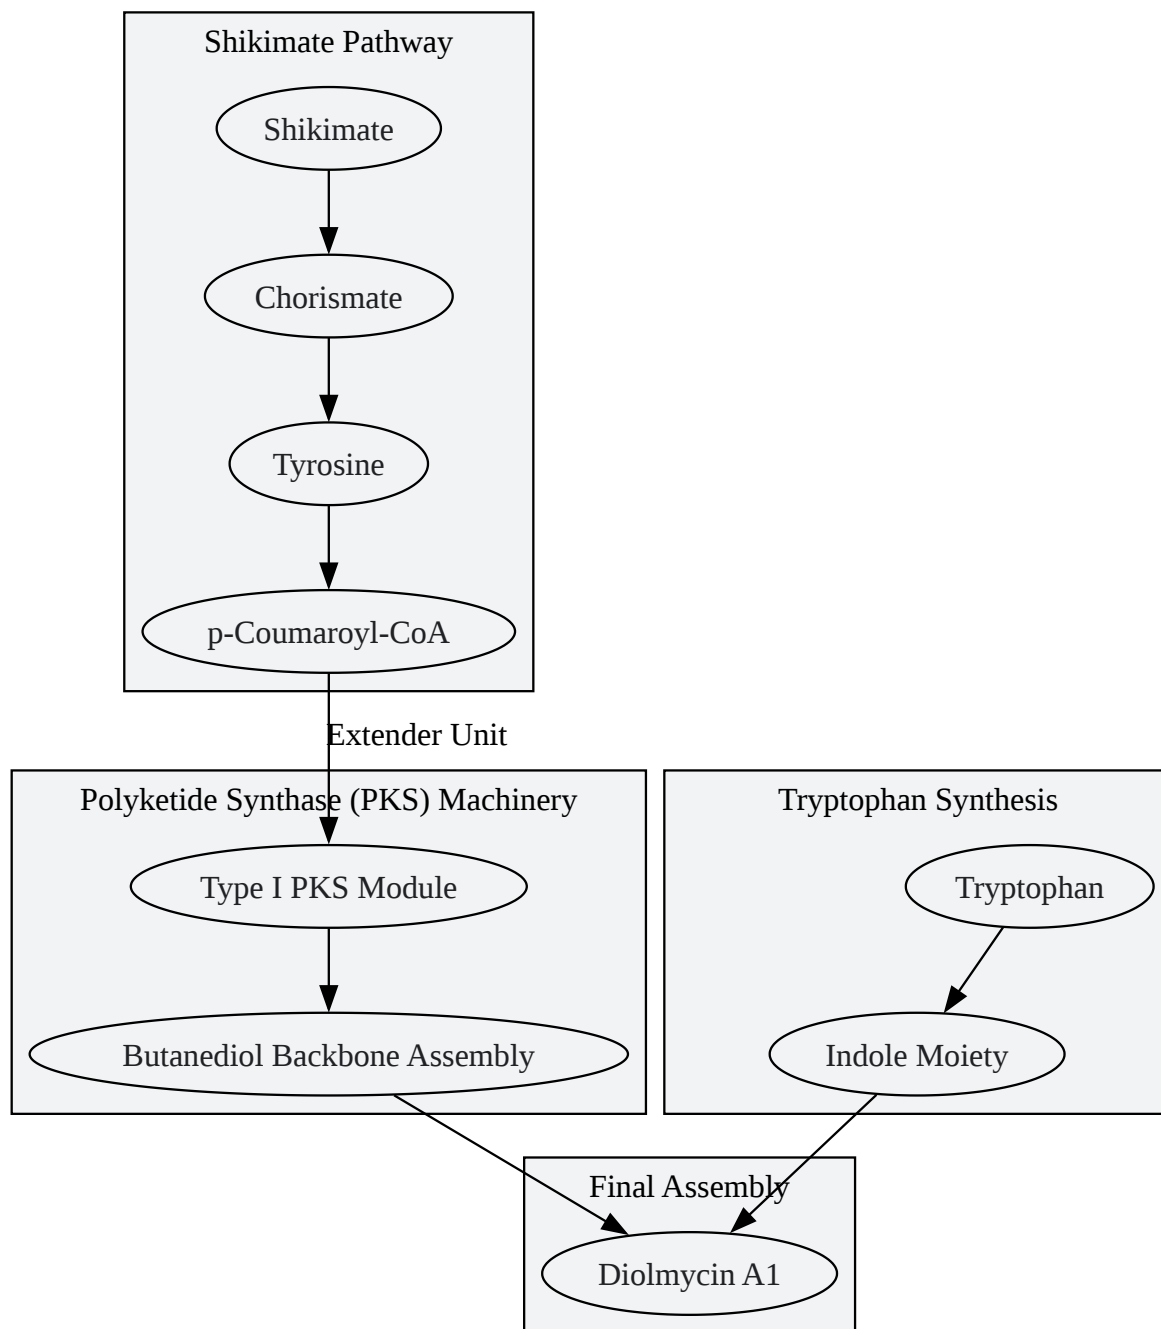 Shikimate Pathway
Shikimate
Chorismate
Tyrosine
p-Coumaroyl-CoA
Extender Unit
Polyketide Synthase (PKS) Machinery
Type I PKS Module
Butanediol Backbone Assembly
Tryptophan Synthesis
Tryptophan
Indole Moiety
Final Assembly
Diolmycin A1